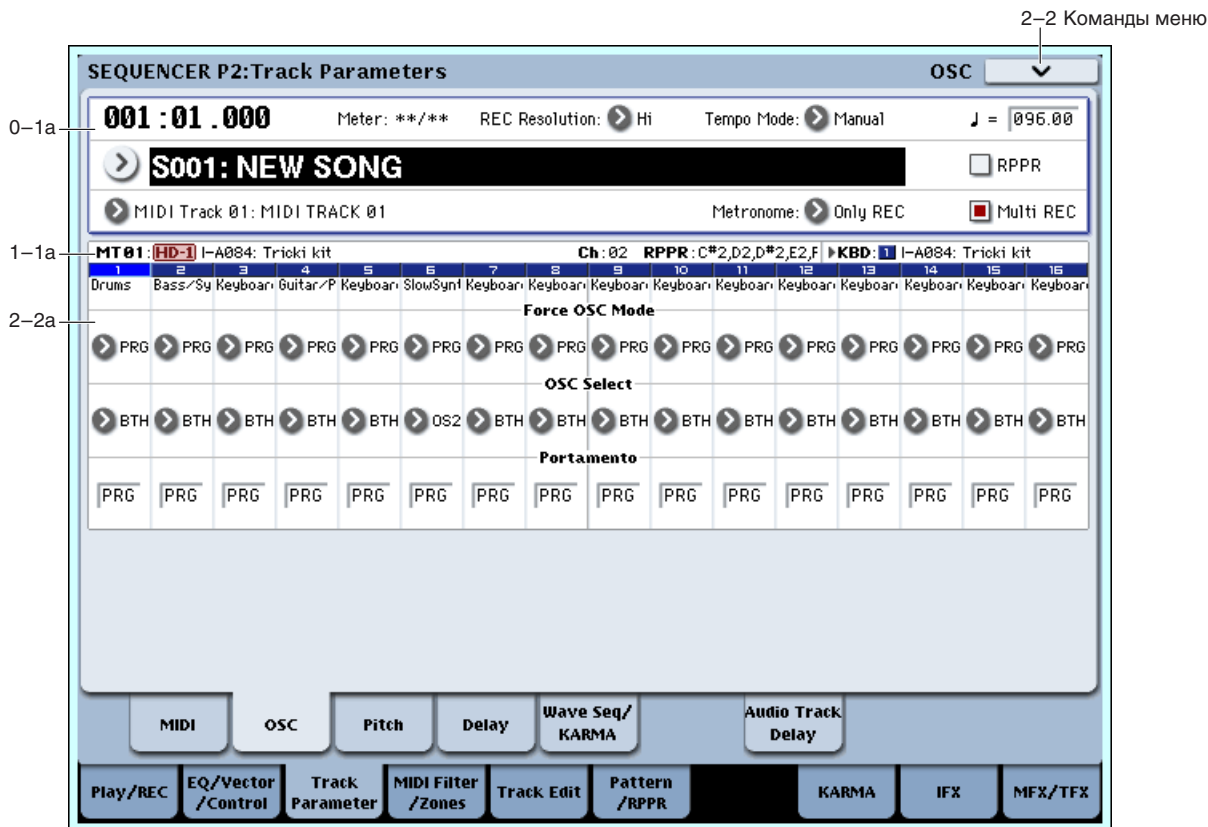 2–2 Команды меню
SEQUENCER P2:Track Parameters OSC
0–1a
001:01.000 Meter: **/** REC Resolution: Hi Tempo Mode: Manual ♩ = 096.00
S001: NEW SONG RPPR
MIDI Track 01: MIDI TRACK 01 Metronome: Only REC Multi REC
1–1a
MT01: HD-1 I-A084: Tricki kit Ch:02 RPPR:C#2,D2,D#2,E2,F KBD: 1 I-A084: Tricki kit
1 2 3 4 5 6 7 8 9 10 11 12 13 14 15 16
Drums Bass/Sy Keyboar Guitar/P Keyboar SlowSynt Keyboar Keyboar Keyboar Keyboar Keyboar Keyboar Keyboar Keyboar Keyboar Keyboar
2–2a
Force OSC Mode
PRG PRG PRG PRG PRG PRG PRG PRG PRG PRG PRG PRG PRG PRG PRG PRG
OSC Select
BTH BTH BTH BTH BTH OS2 BTH BTH BTH BTH BTH BTH BTH BTH BTH BTH
Portamento
PRG PRG PRG PRG PRG PRG PRG PRG PRG PRG PRG PRG PRG PRG PRG PRG
MIDI OSC Pitch Delay Wave Seq/ Audio Track
KARMA Delay
Play/REC EQ/Vector Track MIDI Filter Track Edit Pattern KARMA IFX MFX/TFX
/Control Parameter /Zones /RPPR